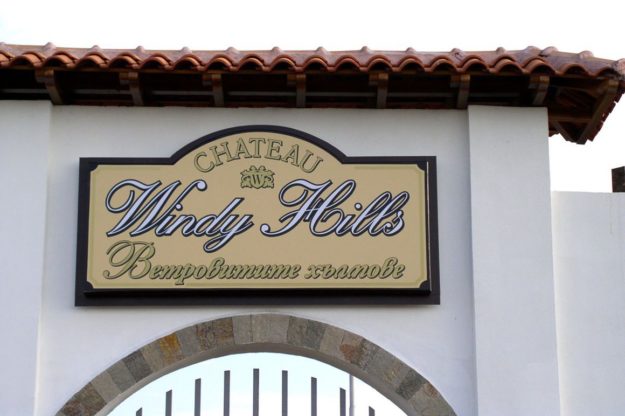 CHATEAU
Windy Hills
Ветровитите хълмове